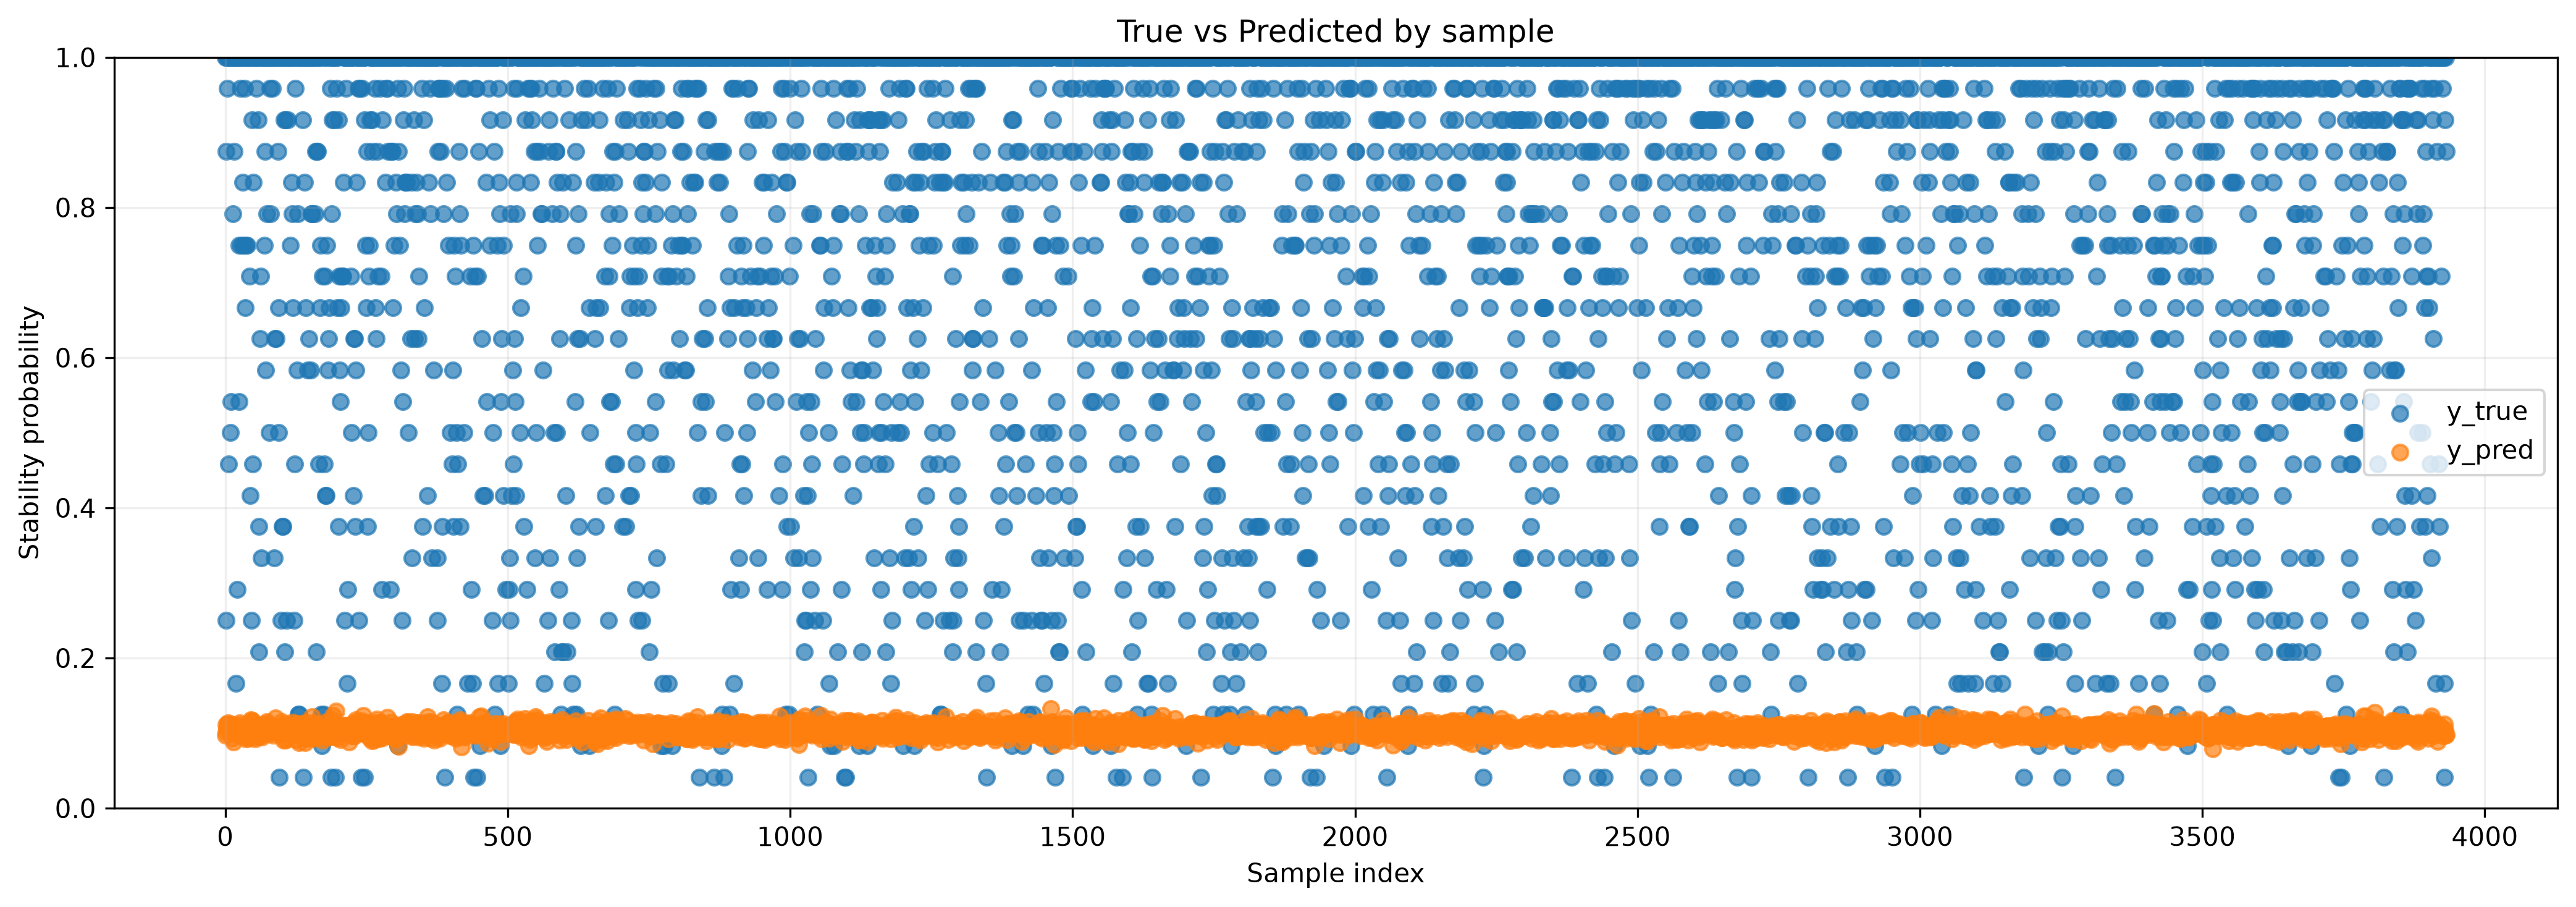 True vs Predicted by sample
Stability probability
1.0
0.8
0.6
0.4
0.2
0.0
y_true
y_pred
0 500 1000 1500 2000 2500 3000 3500 4000
Sample index